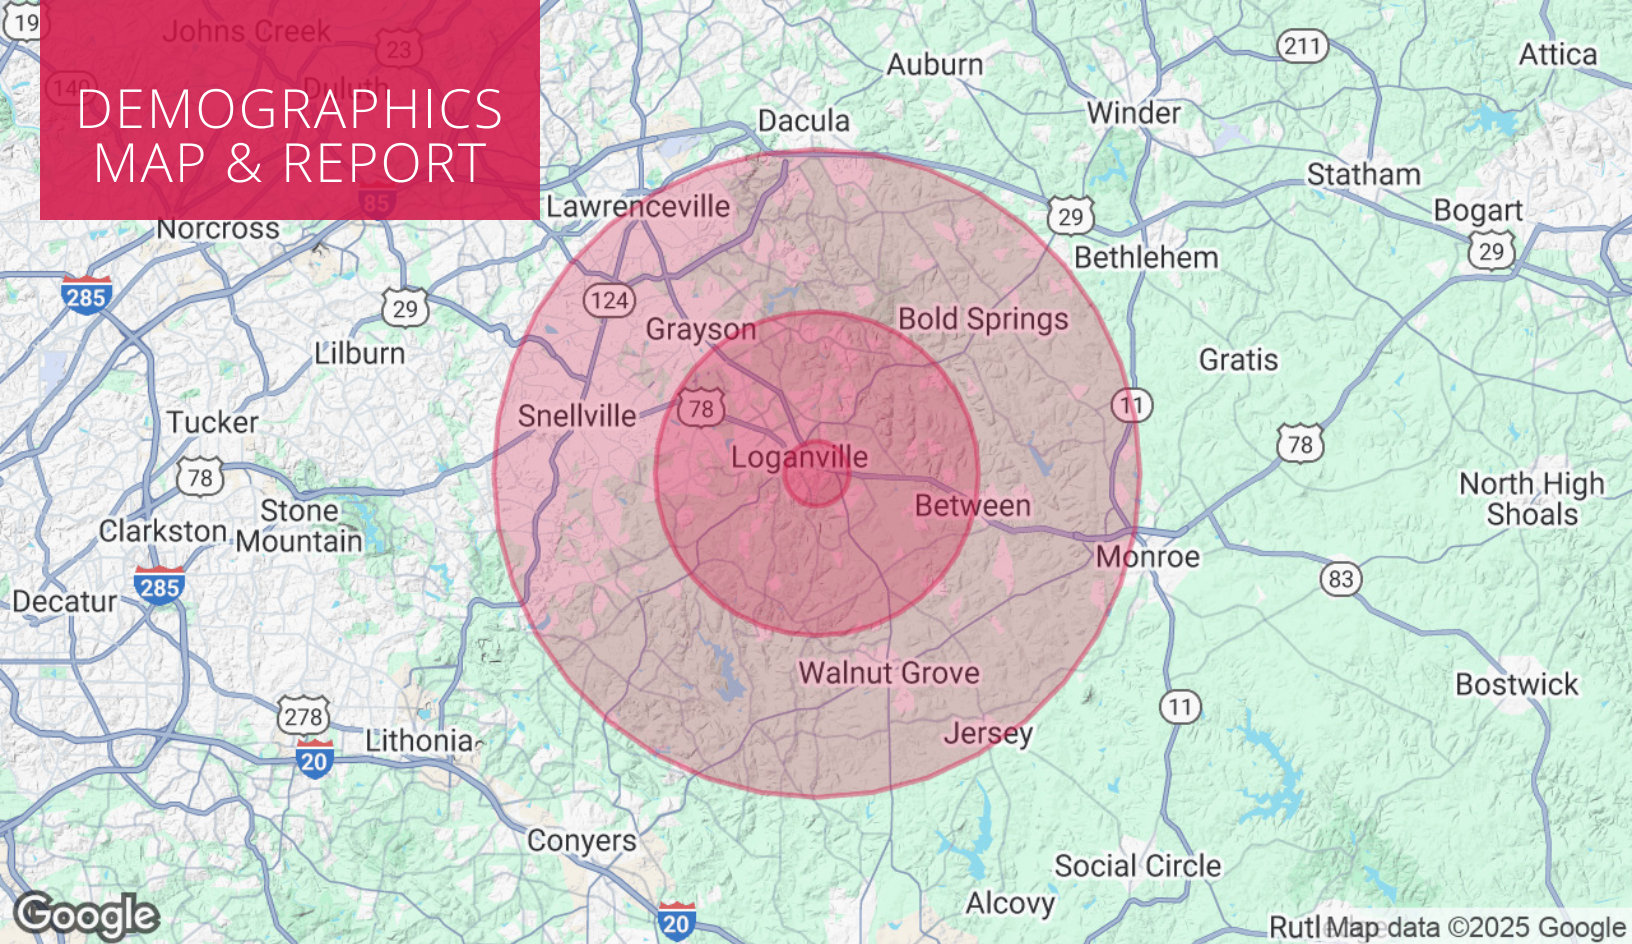 19
Johns Creek
23
Duluth
140
DEMOGRAPHICS
MAP & REPORT
85
Norcross
211
Attica
Auburn
Winder
Dacula
Statham
Lawrenceville
29
Bogart
29
Bethlehem
285
29
124
Grayson
Bold Springs
Lilburn
Gratis
Snellville
78
11
Tucker
78
78
Loganville
North High
Shoals
Between
Stone
Mountain
Clarkston
Monroe
285
83
Decatur
Walnut Grove
Bostwick
278
11
Jersey
Lithonia
20
Conyers
Social Circle
Alcovy
20
Google
Rutl
Map data ©2025 Google